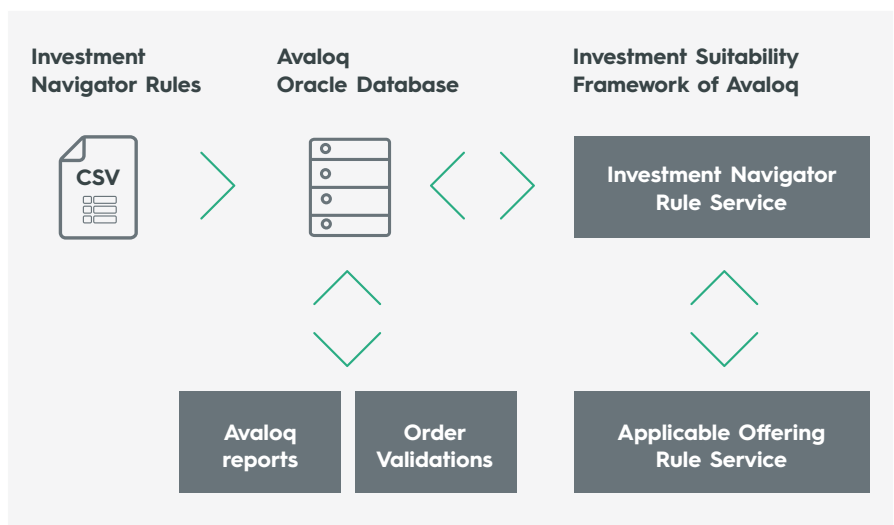 Investment
Navigator Rules
Avaloq
Oracle Database
Investment Suitability
Framework of Avaloq
CSV
Investment Navigator
Rule Service
Avaloq
reports
Order
Validations
Applicable Offering
Rule Service